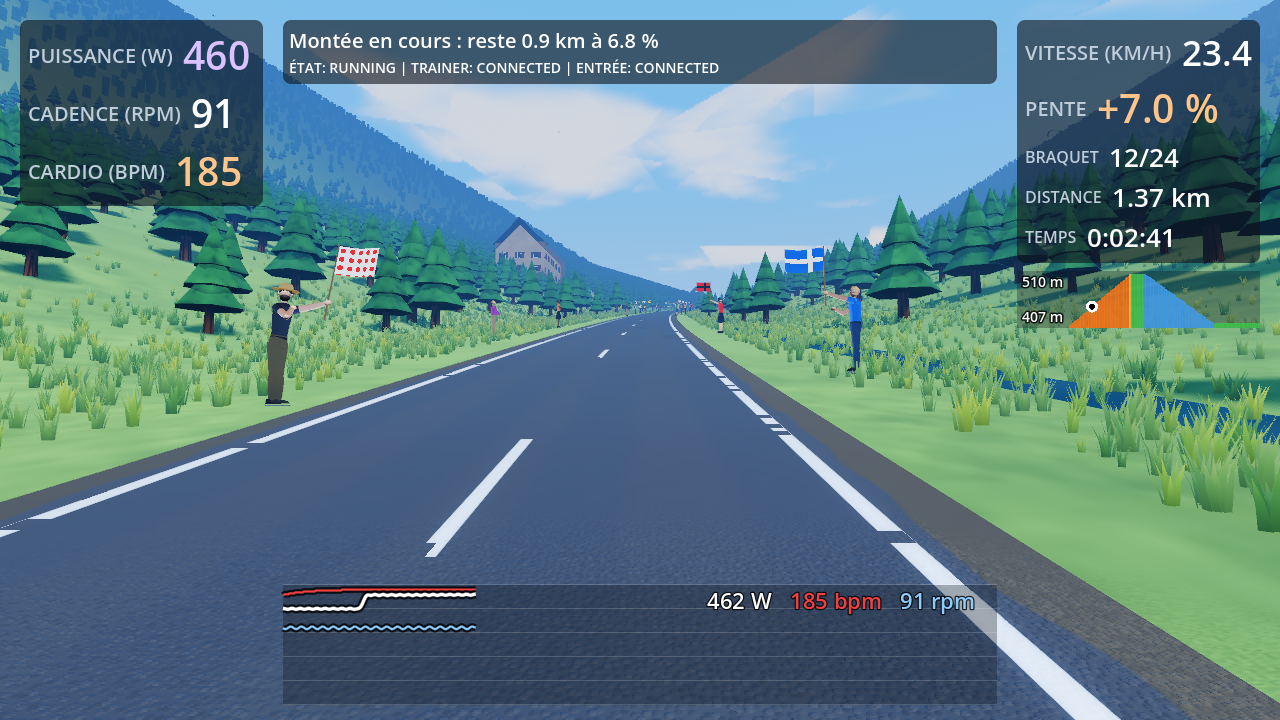 PUISSANCE (W) 460
CADENCE (RPM) 91
CARDIO (BPM) 185
Montée en cours : reste 0.9 km à 6.8 %
ÉTAT: RUNNING | TRAINER: CONNECTED | ENTRÉE: CONNECTED
VITESSE (KM/H) 23.4
PENTE +7.0 %
BRAQUET 12/24
DISTANCE 1.37 km
TEMPS 0:02:41
510 m
407 m
462 W 185 bpm 91 rpm